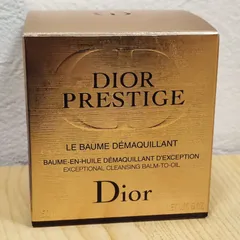 DIOR
PRESTIGE
LE BAUME DÉMAQUILLANT
BAUME-EN-HUILE DÉMAQUILLANT D'EXCEPTION
EXCEPTIONAL CLEANSING BALM-TO-OIL
Dior